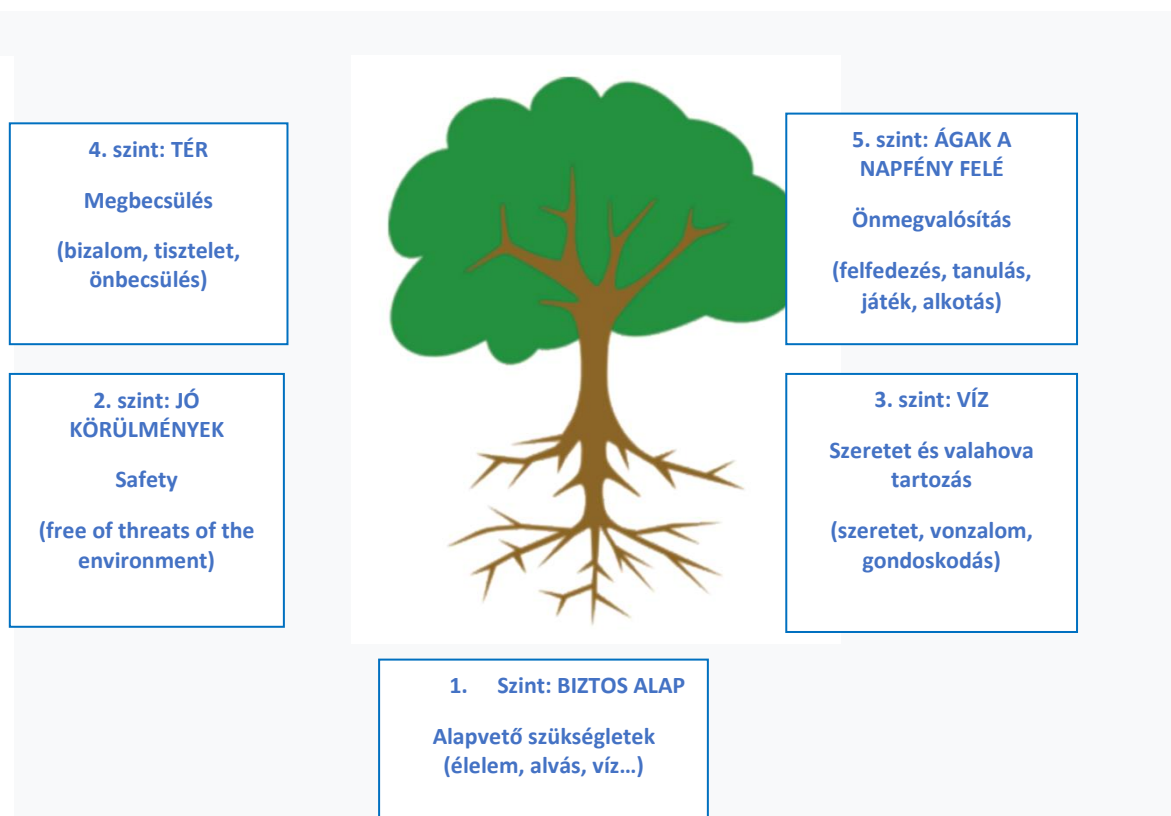 4. szint: TÉR
Megbecsülés
(bizalom, tisztelet,
önbecsülés)
5. szint: ÁGAK A
NAPFÉNY FELÉ
Önmegvalósítás
(felfedezés, tanulás,
játék, alkotás)
2. szint: JÓ
KÖRÜLMÉNYEK
Safety
(free of threats of the
environment)
3. szint: VÍZ
Szeretet és valahova
tartozás
(szeretet, vonzalom,
gondoskodás)
1. Szint: BIZTOS ALAP
Alapvető szükségletek
(élelem, alvás, víz…)